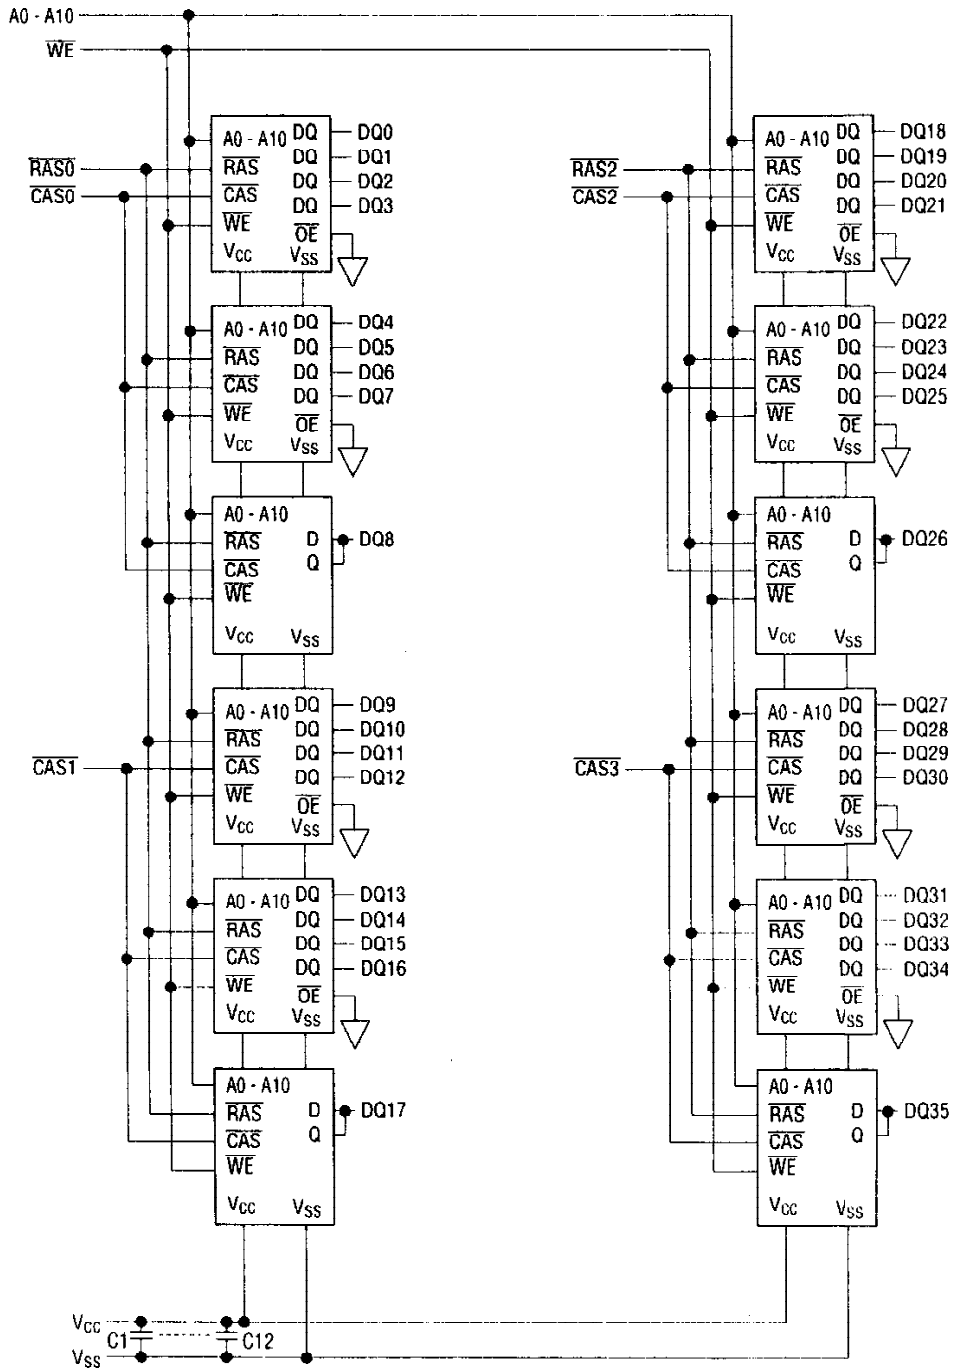 A0 - A10
WE
A0 - A10 DQ DQ0
RAS0 RAS DQ DQ1
CAS0 CAS DQ DQ2
WE DQ DQ3
OE
VCC VSS
A0 - A10 DQ DQ4
RAS DQ DQ5
CAS DQ DQ6
WE DQ DQ7
OE
VCC VSS
A0 - A10
RAS D DQ8
CAS Q
WE
VCC VSS
A0 - A10 DQ DQ9
RAS DQ DQ10
CAS1 CAS DQ DQ11
WE DQ DQ12
OE
VCC VSS
A0 - A10 DQ DQ13
RAS DQ DQ14
CAS DQ DQ15
WE DQ DQ16
OE
VCC VSS
A0 - A10
RAS D DQ17
CAS Q
WE
VCC VSS
A0 - A10 DQ DQ18
RAS2 RAS DQ DQ19
CAS2 CAS DQ DQ20
WE DQ DQ21
OE
VCC VSS
A0 - A10 DQ DQ22
RAS DQ DQ23
CAS DQ DQ24
WE DQ DQ25
OE
VCC VSS
A0 - A10
RAS D DQ26
CAS Q
WE
VCC VSS
A0 - A10 DQ DQ27
RAS DQ DQ28
CAS3 CAS DQ DQ29
WE DQ DQ30
OE
VCC VSS
A0 - A10 DQ DQ31
RAS DQ DQ32
CAS DQ DQ33
WE DQ DQ34
OE
VCC VSS
A0 - A10
RAS D DQ35
CAS Q
WE
VCC VSS
VCC
C1 C12
VSS